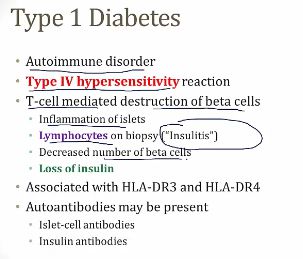 Type 1 Diabetes
• Autoimmune disorder
• Type IV hypersensitivity reaction
• T-cell mediated destruction of beta cells
• Inflammation of islets
• Lymphocytes on biopsy ("Insulitis")
• Decreased number of beta cells
• Loss of insulin
• Associated with HLA-DR3 and HLA-DR4
• Autoantibodies may be present
• Islet-cell antibodies
• Insulin antibodies